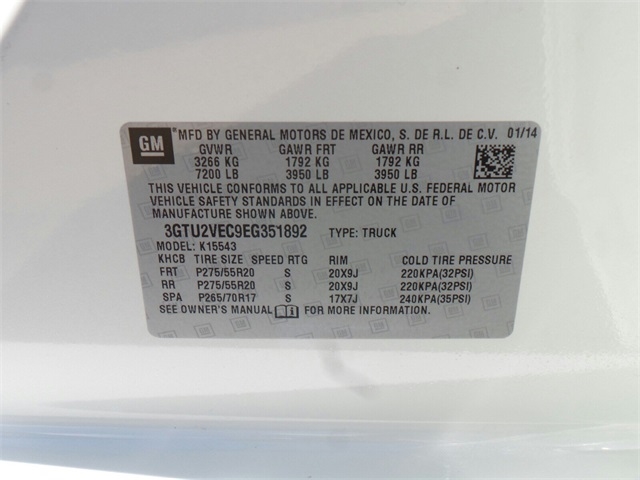 GM *MFD BY GENERAL MOTORS DE MEXICO, S. DE R.L. DE C.V. 01/14
GVWR GAWR FRT GAWR RR
3266 KG 1792 KG 1792 KG
7200 LB 3950 LB 3950 LB
THIS VEHICLE CONFORMS TO ALL APPLICABLE U.S. FEDERAL MOTOR
VEHICLE SAFETY STANDARDS IN EFFECT ON THE DATE OF
MANUFACTURE SHOWN ABOVE.
3GTU2VEC9EG351892 TYPE: TRUCK
MODEL: K15543
KHCB TIRE SIZE SPEED RTG RIM COLD TIRE PRESSURE
FRT P275/55R20 S 20X9J 220KPA(32PSI)
RR P275/55R20 S 20X9J 220KPA(32PSI)
SPA P265/70R17 S 17X7J 240KPA(35PSI)
SEE OWNER'S MANUAL FOR MORE INFORMATION.